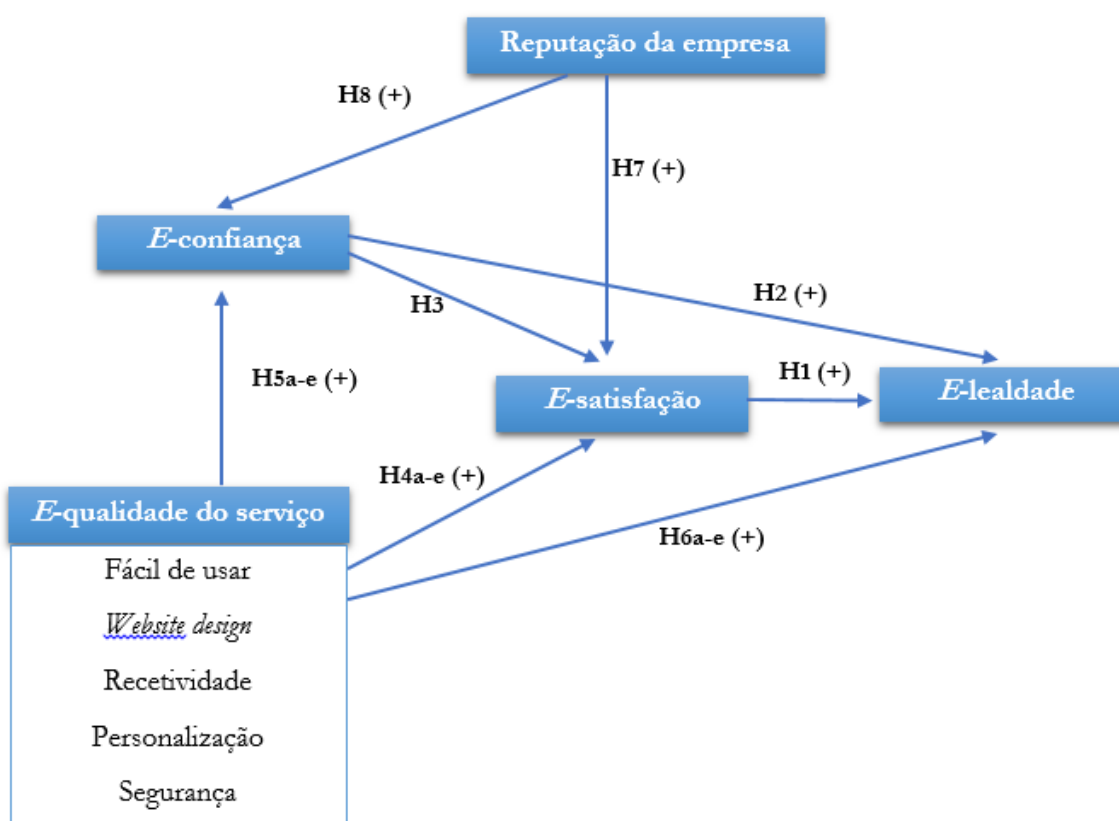 Reputação da empresa
H8 (+)
H7 (+)
E-confiança
H3
H2 (+)
H5a-e (+)
E-satisfação
H1 (+)
E-lealdade
H4a-e (+)
E-qualidade do serviço
H6a-e (+)
Fácil de usar
Website design
Recetividade
Personalização
Segurança